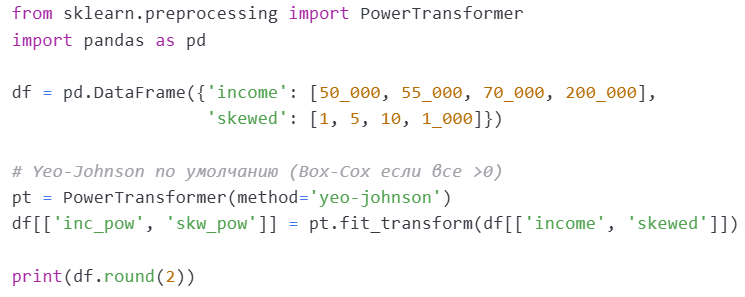 from sklearn.preprocessing import PowerTransformer
import pandas as pd
df = pd.DataFrame({'income': [50_000, 55_000, 70_000, 200_000],
'skewed': [1, 5, 10, 1_000]})
# Yeo-Johnson по умолчанию (Box-Cox если все >0)
pt = PowerTransformer(method='yeo-johnson')
df[['inc_pow', 'skw_pow']] = pt.fit_transform(df[['income', 'skewed']])
print(df.round(2))